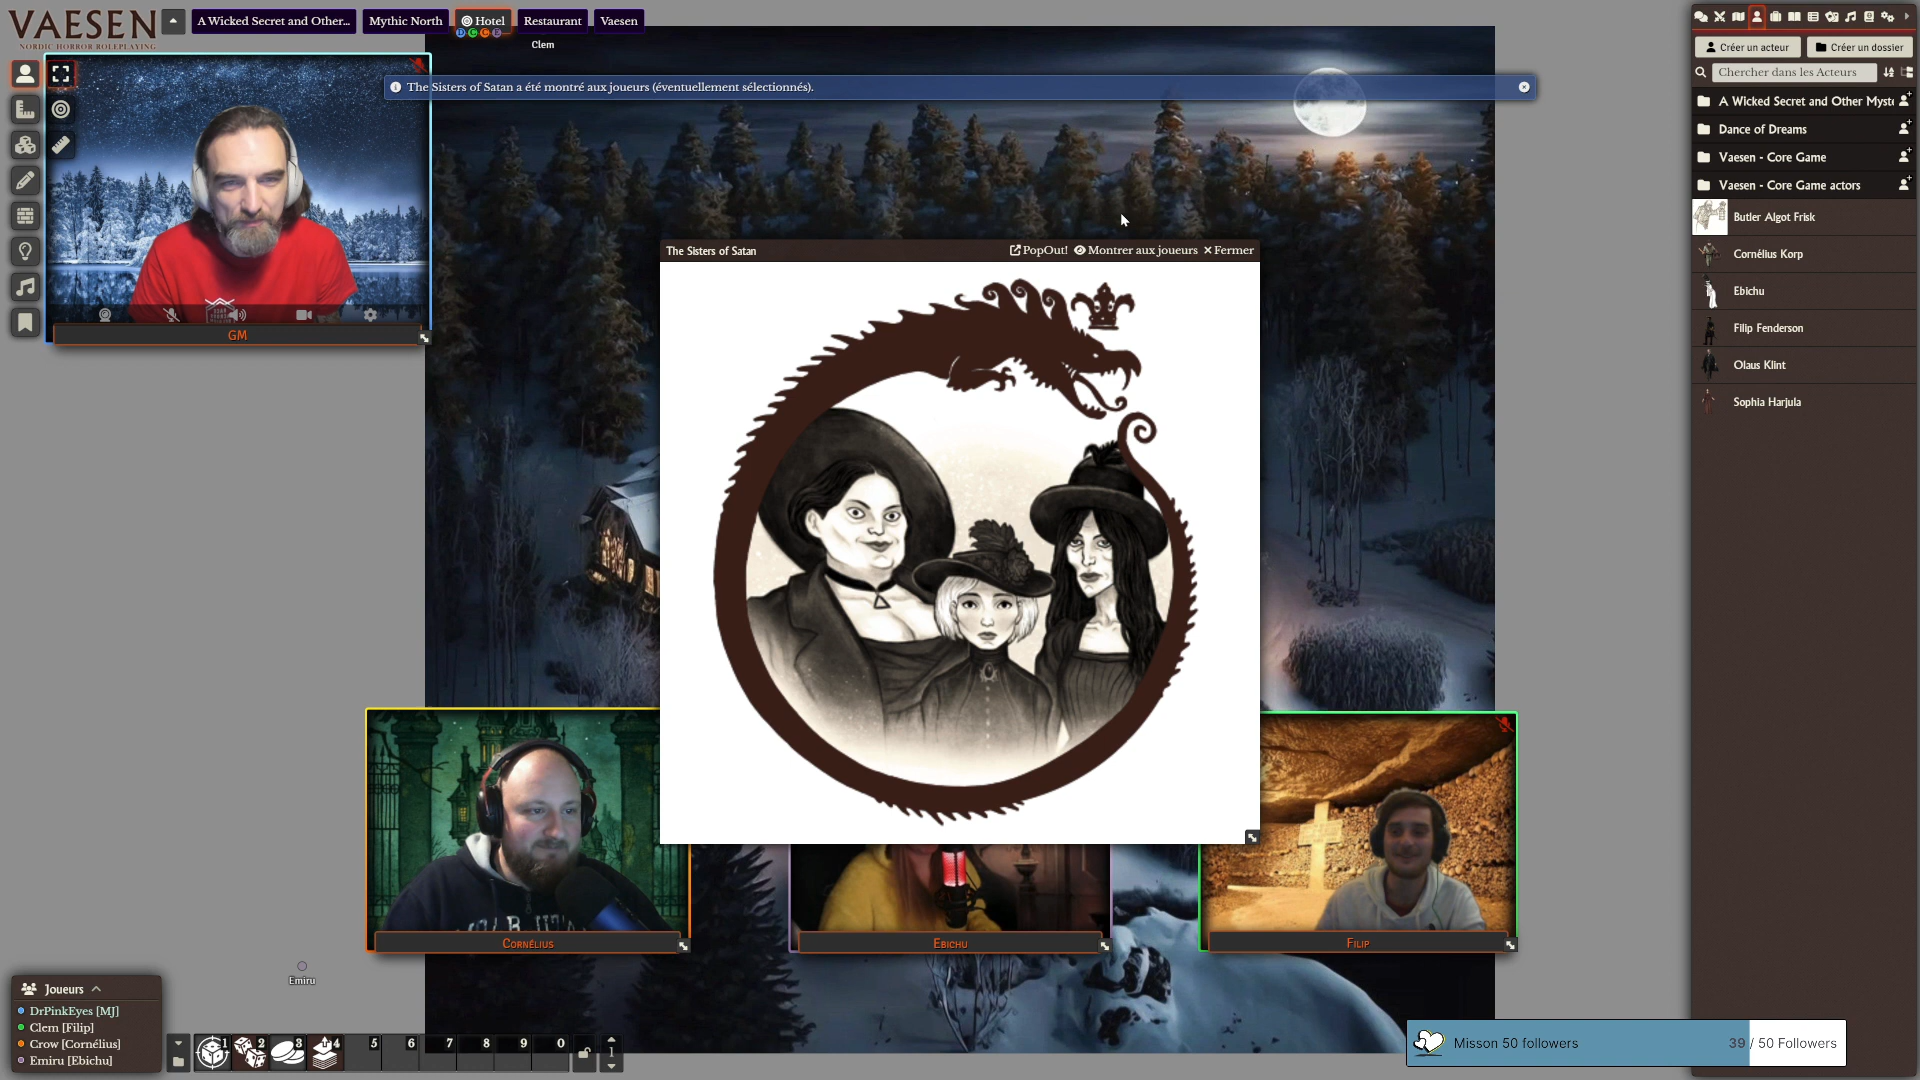 VAESEN
NORDIC HORROR ROLEPLAYING
A Wicked Secret and Other...
Mythic North
Hotel
Restaurant
Vaesen
D C C E
Clem
The Sisters of Satan a été montré aux joueurs (éventuellement sélectionnés).
GM
The Sisters of Satan
PopOut!
Montrer aux joueurs
Fermer
Créer un acteur
Créer un dossier
Chercher dans les Acteurs
A Wicked Secret and Other Myste
Dance of Dreams
Vaesen - Core Game
Vaesen - Core Game actors
Butler Algot Frisk
Cornélius Korp
Ebichu
Filip Fenderson
Olaus Klint
Sophia Harjula
Cornélius
Ebichu
Filip
Emiru
Joueurs
DrPinkEyes [MJ]
Clem [Filip]
Crow [Cornélius]
Emiru [Ebichu]
1 2 3 4 5 6 7 8 9 0
1
Misson 50 followers
39 / 50 Followers